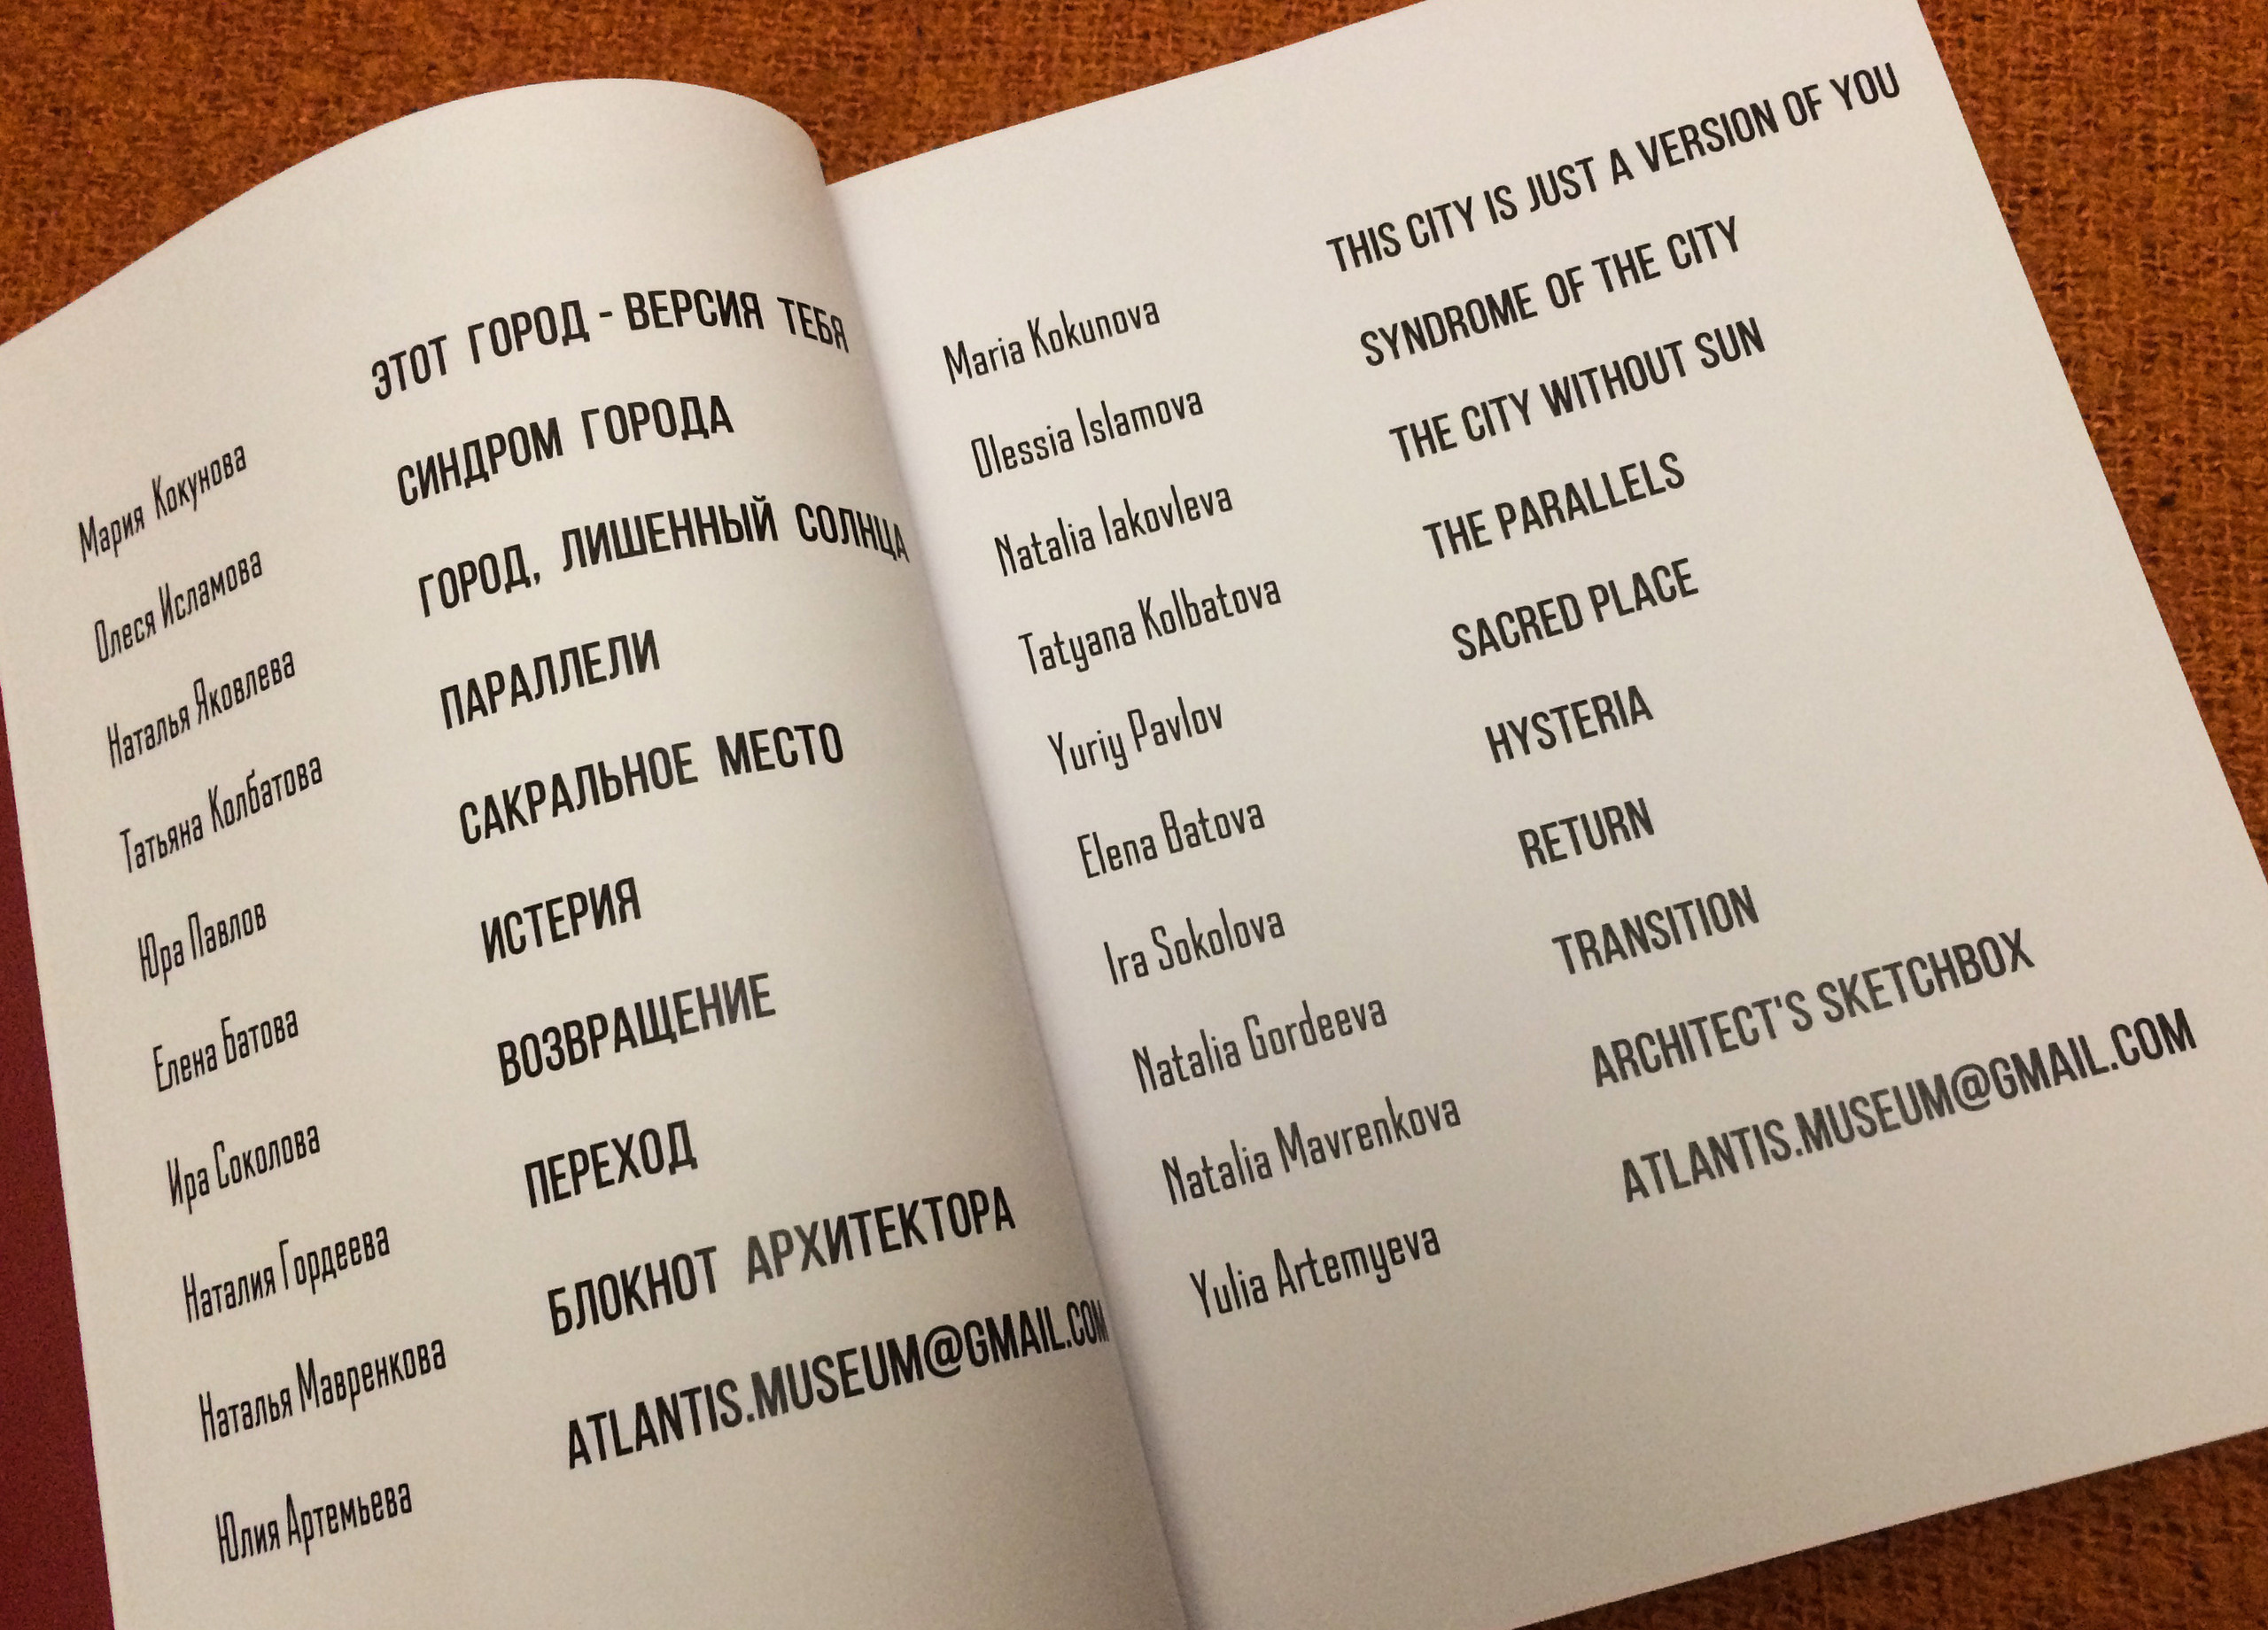 Мария Кокунова ЭТОТ ГОРОД - ВЕРСИЯ ТЕБЯ
Олеся Исламова СИНДРОМ ГОРОДА
Наталья Яковлева ГОРОД, ЛИШЕННЫЙ СОЛНЦА
Татьяна Колбатова ПАРАЛЛЕЛИ
Юра Павлов САКРАЛЬНОЕ МЕСТО
Елена Батова ИСТЕРИЯ
Ира Соколова ВОЗВРАЩЕНИЕ
Наталия Гордеева ПЕРЕХОД
Наталья Мавренкова БЛОКНОТ АРХИТЕКТОРА
Юлия Артемьева ATLANTIS.MUSEUM@GMAIL.COM
Maria Kokunova THIS CITY IS JUST A VERSION OF YOU
Olessia Islamova SYNDROME OF THE CITY
Natalia Iakovleva THE CITY WITHOUT SUN
Tatyana Kolbatova THE PARALLELS
Yuriy Pavlov SACRED PLACE
Elena Batova HYSTERIA
Ira Sokolova RETURN
Natalia Gordeeva TRANSITION
Natalia Mavrenkova ARCHITECT'S SKETCHBOX
Yulia Artemyeva ATLANTIS.MUSEUM@GMAIL.COM